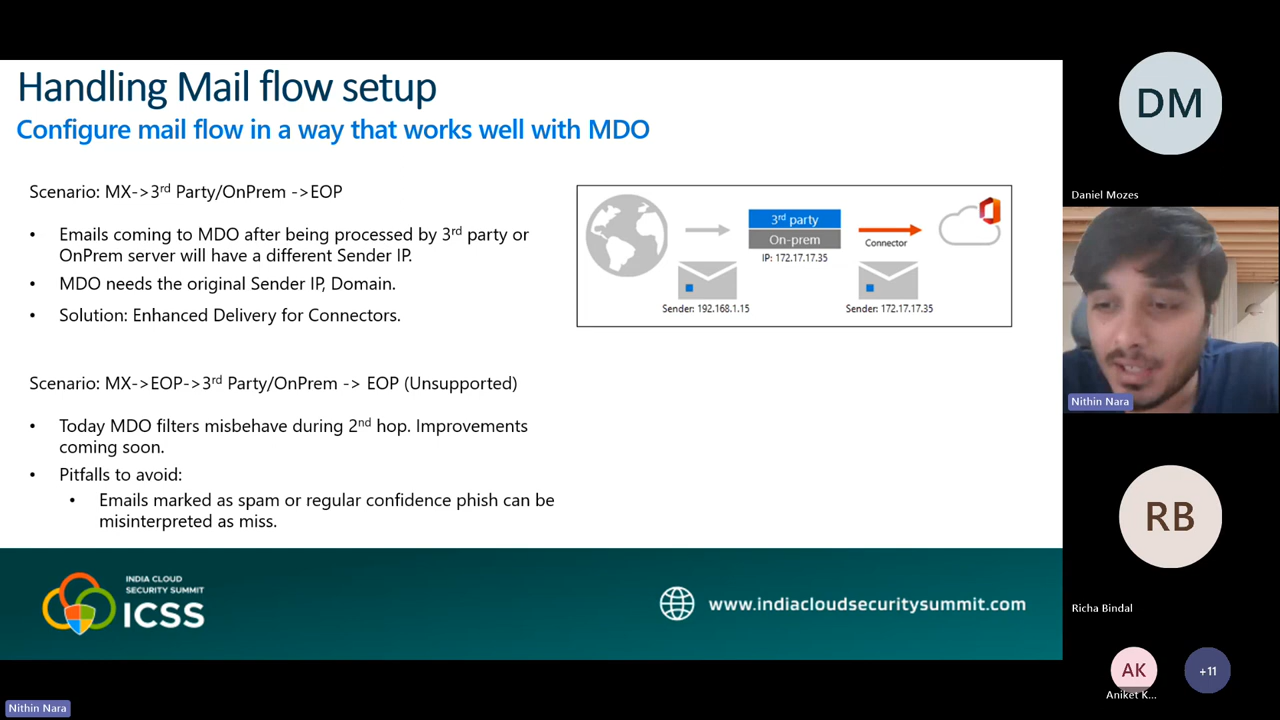 Handling Mail flow setup
Configure mail flow in a way that works well with MDO
Scenario: MX->3rd Party/OnPrem ->EOP
• Emails coming to MDO after being processed by 3rd party or
OnPrem server will have a different Sender IP.
• MDO needs the original Sender IP, Domain.
• Solution: Enhanced Delivery for Connectors.
3rd party
On-prem
IP: 172.17.17.35
Connector
Sender: 192.168.1.15
Sender: 172.17.17.35
Scenario: MX->EOP->3rd Party/OnPrem -> EOP (Unsupported)
• Today MDO filters misbehave during 2nd hop. Improvements
coming soon.
• Pitfalls to avoid:
• Emails marked as spam or regular confidence phish can be
misinterpreted as miss.
INDIA CLOUD
SECURITY SUMMIT
ICSS
www.indiacloudsecuritysummit.com
DM
Daniel Mozes
Nithin Nara
RB
Richa Bindal
AK
Aniket K...
+11
Nithin Nara